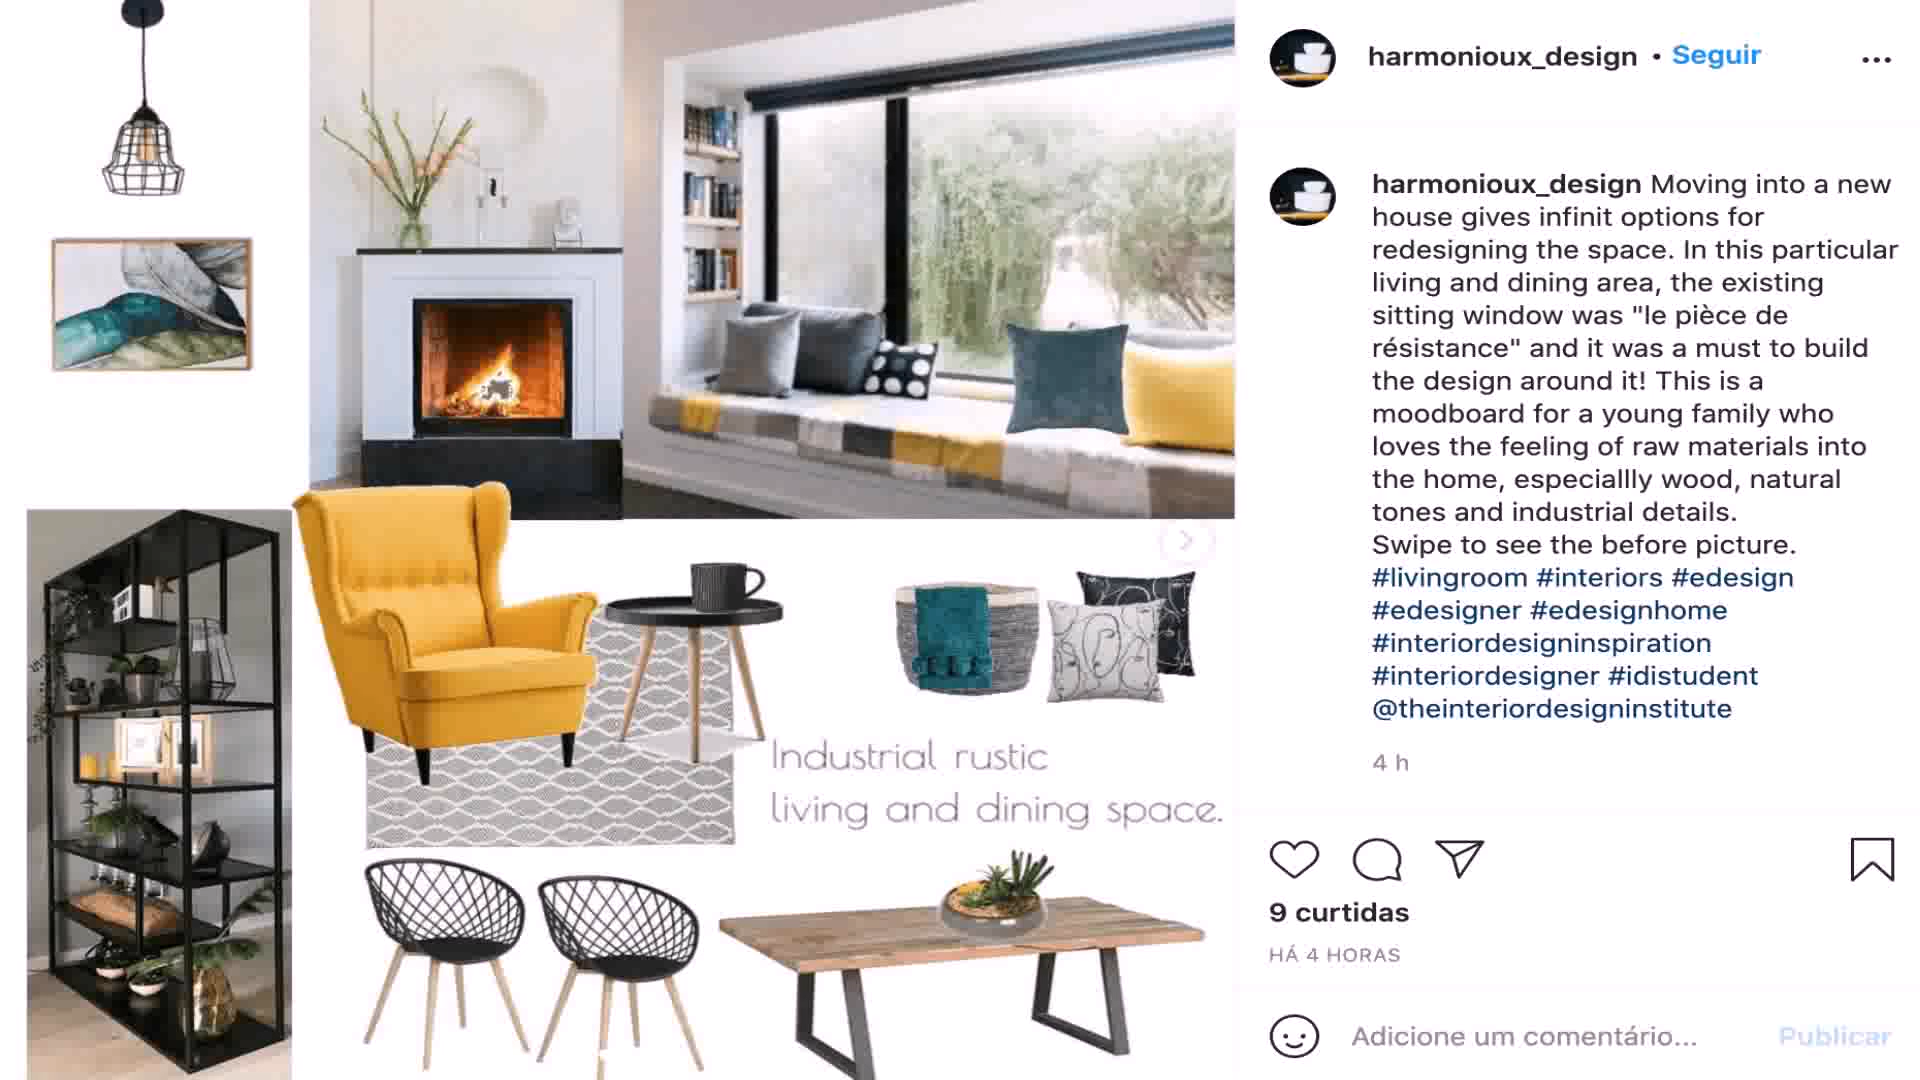 Industrial rustic
living and dining space.
harmonioux_design • Seguir
harmonioux_design Moving into a new
house gives infinit options for
redesigning the space. In this particular
living and dining area, the existing
sitting window was "le pièce de
résistance" and it was a must to build
the design around it! This is a
moodboard for a young family who
loves the feeling of raw materials into
the home, especiallly wood, natural
tones and industrial details.
Swipe to see the before picture.
#livingroom #interiors #edesign
#edesigner #edesignhome
#interiordesigninspiration
#interiordesigner #idistudent
@theinteriordesigninstitute
4 h
9 curtidas
HÁ 4 HORAS
Adicione um comentário...
Publicar